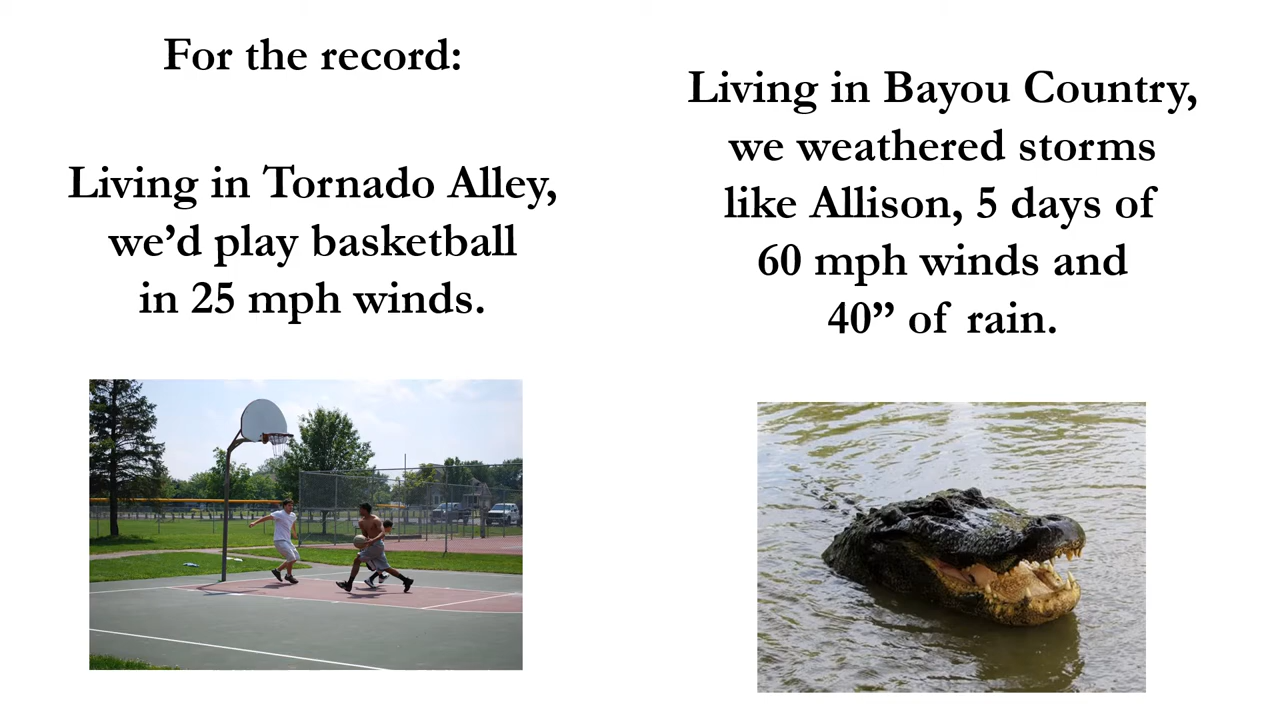 For the record:
Living in Tornado Alley,
we’d play basketball
in 25 mph winds.
Living in Bayou Country,
we weathered storms
like Allison, 5 days of
60 mph winds and
40” of rain.